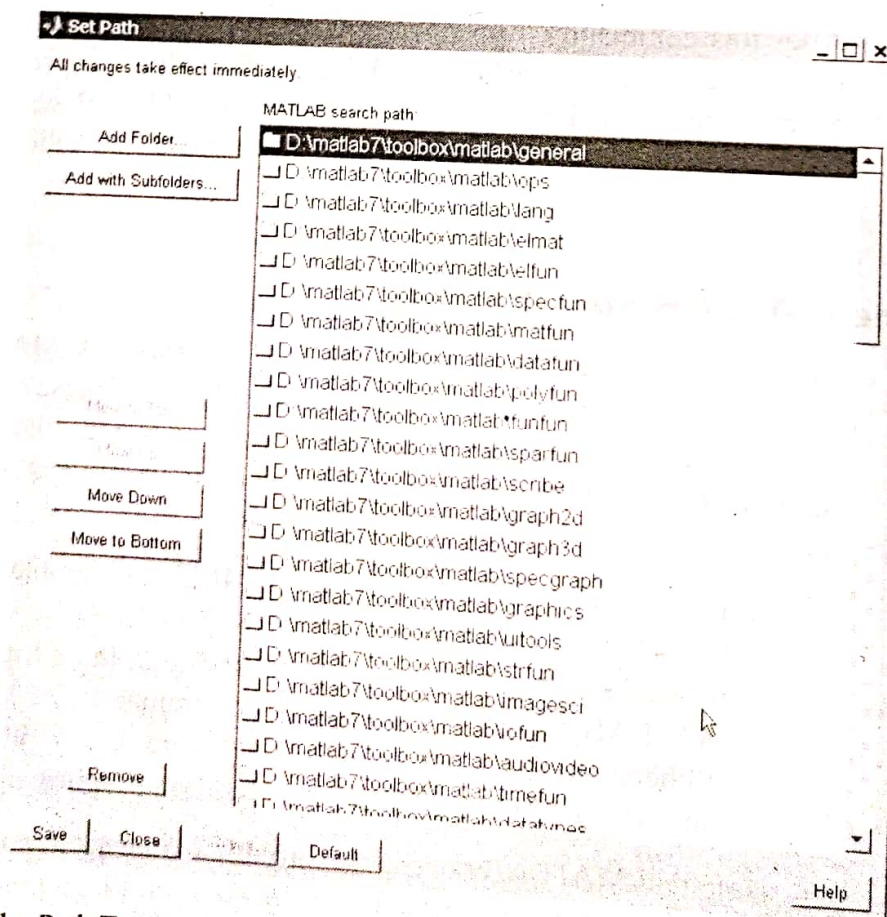 Set Path
All changes take effect immediately.
MATLAB search path:
Add Folder...
Add with Subfolders...
D:\matlab7\toolbox\matlab\general
D:\matlab7\toolbox\matlab\ops
D:\matlab7\toolbox\matlab\lang
D:\matlab7\toolbox\matlab\elmat
D:\matlab7\toolbox\matlab\elfun
D:\matlab7\toolbox\matlab\specfun
D:\matlab7\toolbox\matlab\matfun
D:\matlab7\toolbox\matlab\datafun
D:\matlab7\toolbox\matlab\polyfun
D:\matlab7\toolbox\matlab\funfun
D:\matlab7\toolbox\matlab\sparfun
D:\matlab7\toolbox\matlab\scribe
D:\matlab7\toolbox\matlab\graph2d
D:\matlab7\toolbox\matlab\graph3d
D:\matlab7\toolbox\matlab\specgraph
D:\matlab7\toolbox\matlab\graphics
D:\matlab7\toolbox\matlab\uitools
D:\matlab7\toolbox\matlab\strfun
D:\matlab7\toolbox\matlab\imagesci
D:\matlab7\toolbox\matlab\iofun
D:\matlab7\toolbox\matlab\audiovideo
D:\matlab7\toolbox\matlab\timefun
D:\matlab7\toolbox\matlab\datatypes
Move Down
Move to Bottom
Remove
Save
Close
Default
Help